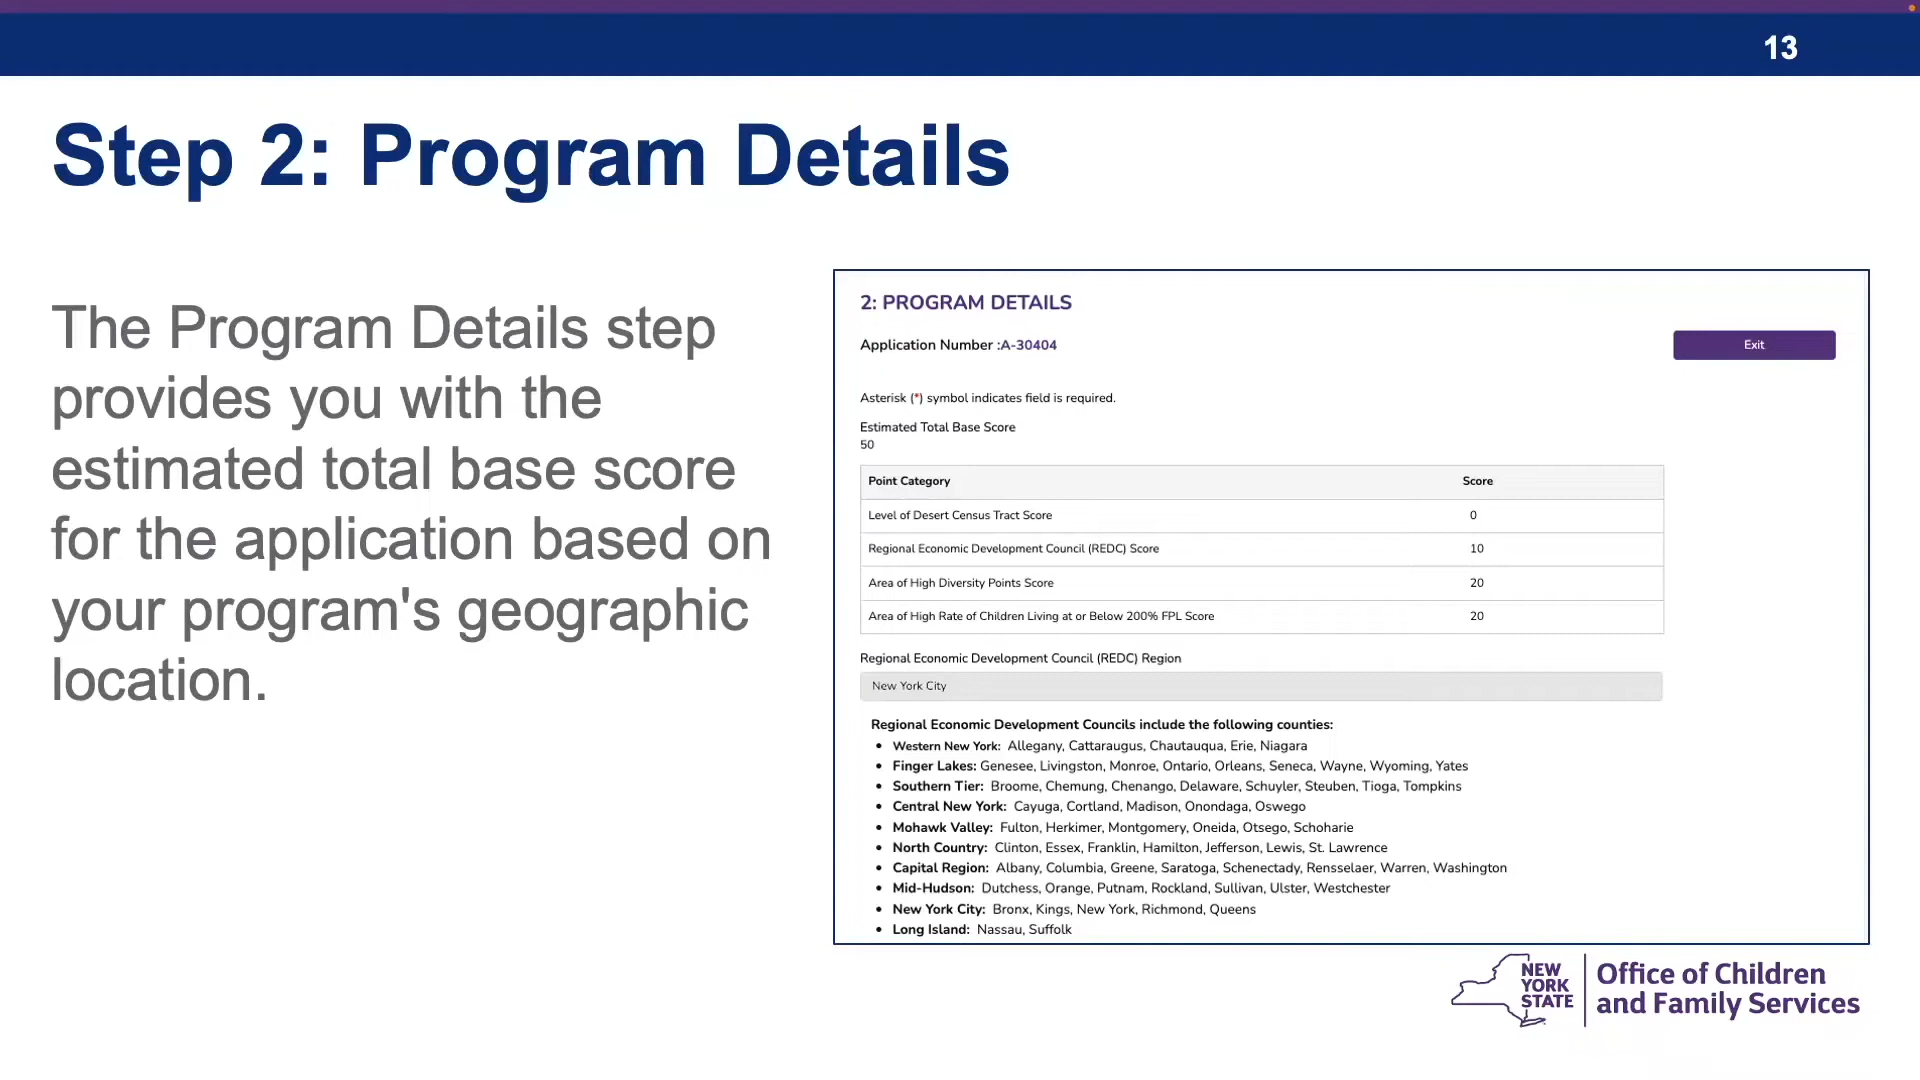 13
Step 2: Program Details
The Program Details step
provides you with the
estimated total base score
for the application based on
your program's geographic
location.
2: PROGRAM DETAILS
Application Number :A-30404
Exit
Asterisk (*) symbol indicates field is required.
Estimated Total Base Score
50
Point Category Score
Level of Desert Census Tract Score 0
Regional Economic Development Council (REDC) Score 10
Area of High Diversity Points Score 20
Area of High Rate of Children Living at or Below 200% FPL Score 20
Regional Economic Development Council (REDC) Region
New York City
Regional Economic Development Councils include the following counties:
• Western New York: Allegany, Cattaraugus, Chautauqua, Erie, Niagara
• Finger Lakes: Genesee, Livingston, Monroe, Ontario, Orleans, Seneca, Wayne, Wyoming, Yates
• Southern Tier: Broome, Chemung, Chenango, Delaware, Schuyler, Steuben, Tioga, Tompkins
• Central New York: Cayuga, Cortland, Madison, Onondaga, Oswego
• Mohawk Valley: Fulton, Herkimer, Montgomery, Oneida, Otsego, Schoharie
• North Country: Clinton, Essex, Franklin, Hamilton, Jefferson, Lewis, St. Lawrence
• Capital Region: Albany, Columbia, Greene, Saratoga, Schenectady, Rensselaer, Warren, Washington
• Mid-Hudson: Dutchess, Orange, Putnam, Rockland, Sullivan, Ulster, Westchester
• New York City: Bronx, Kings, New York, Richmond, Queens
• Long Island: Nassau, Suffolk
NEW
YORK
STATE
Office of Children
and Family Services